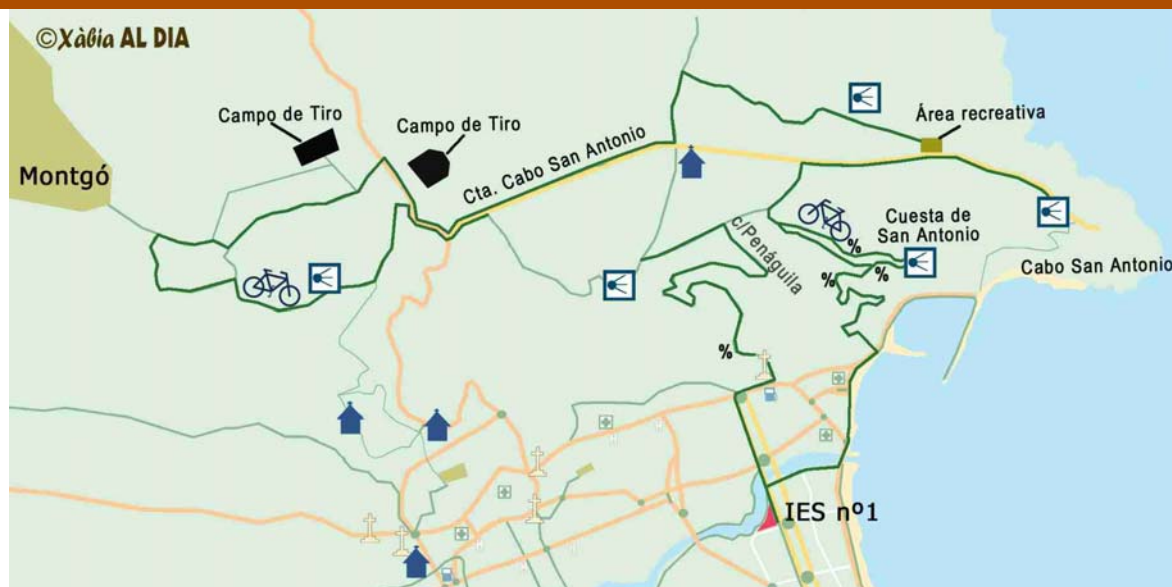 ©Xàbia AL DIA
Campo de Tiro
Campo de Tiro
Área recreativa
Montgó
Cta. Cabo San Antonio
c/Penáguila
%
Cuesta de
San Antonio
%
%
Cabo San Antonio
%
IES nº1